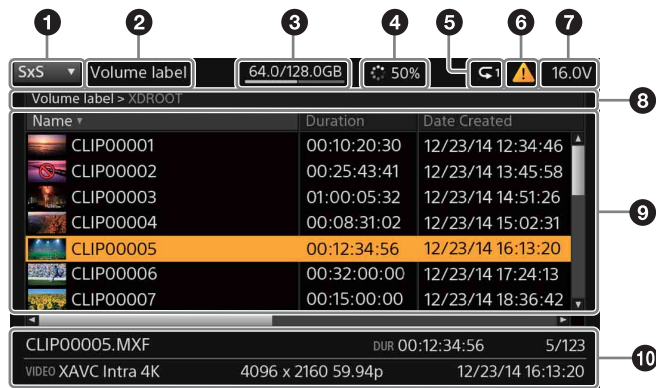 1 2 3 4 5 6 7
SxS ▼ Volume label 64.0/128.0GB 50% 1 16.0V
Volume label > XDROOT 8
Name ▼ Duration Date Created
CLIP00001 00:10:20:30 12/23/14 12:34:46
CLIP00002 00:25:43:41 12/23/14 13:45:58
CLIP00003 01:00:05:32 12/23/14 14:51:26
CLIP00004 00:08:31:02 12/23/14 15:02:31
9
CLIP00005 00:12:34:56 12/23/14 16:13:20
CLIP00006 00:32:00:00 12/23/14 17:24:13
CLIP00007 00:15:00:00 12/23/14 18:36:42
CLIP00005.MXF DUR 00:12:34:56 5/123
10
VIDEO XAVC Intra 4K 4096 x 2160 59.94p 12/23/14 16:13:20